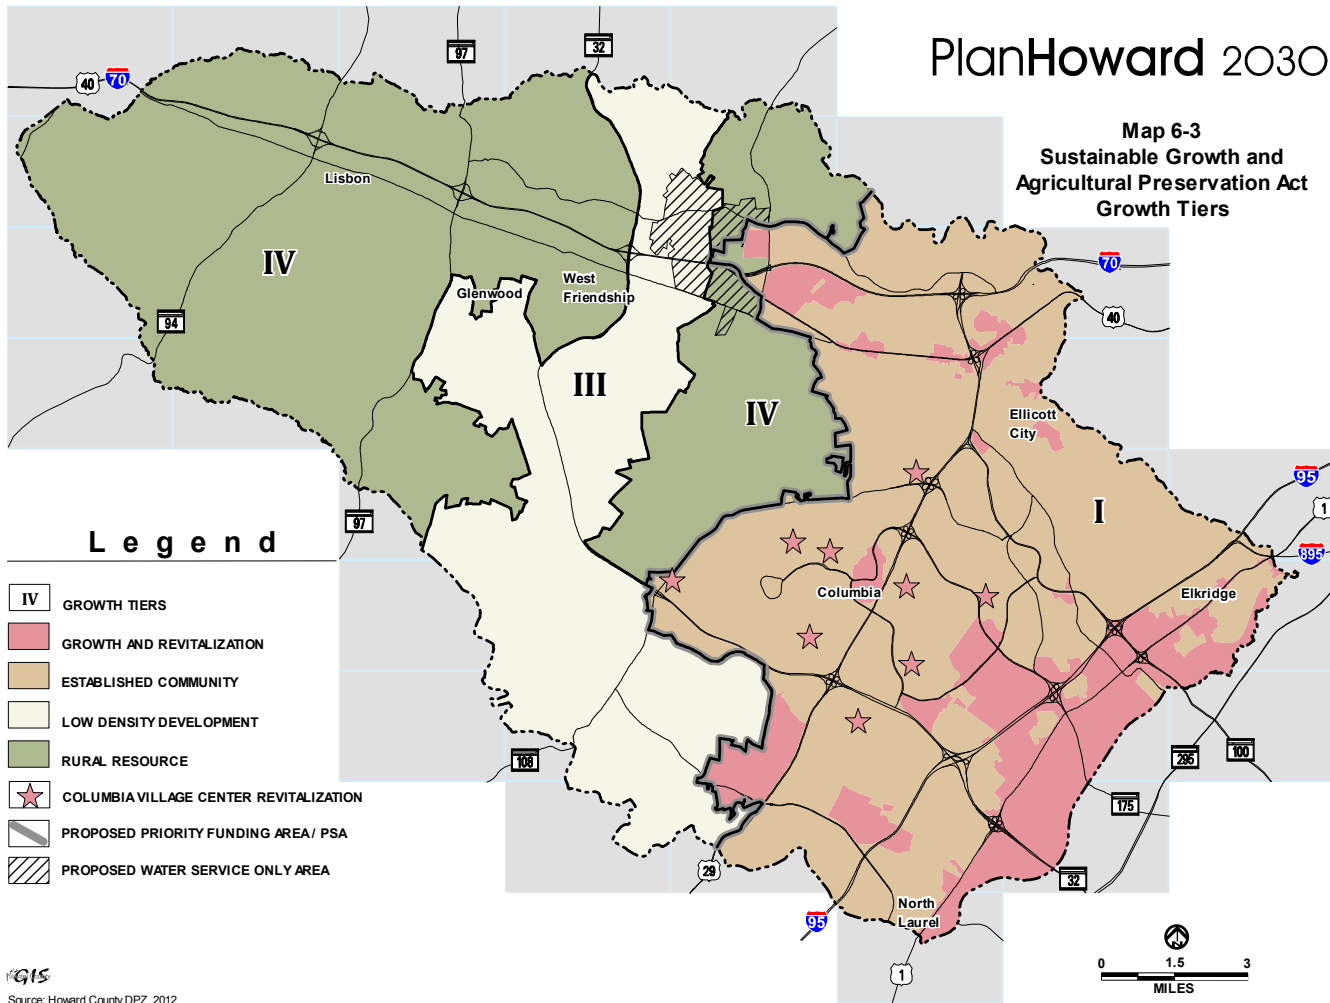 PlanHoward 2030
Map 6-3
Sustainable Growth and
Agricultural Preservation Act
Growth Tiers
40
70
97
32
Lisbon
IV
Glenwood
West
Friendship
94
III
IV
70
40
Ellicott
City
I
95
1
895
97
Columbia
Elkridge
108
295
100
175
32
29
95
North
Laurel
1
Legend
IV GROWTH TIERS
GROWTH AND REVITALIZATION
ESTABLISHED COMMUNITY
LOW DENSITY DEVELOPMENT
RURAL RESOURCE
COLUMBIA VILLAGE CENTER REVITALIZATION
PROPOSED PRIORITY FUNDING AREA / PSA
PROPOSED WATER SERVICE ONLY AREA
N
0 1.5 3
MILES
GIS
Source: Howard County DPZ, 2012